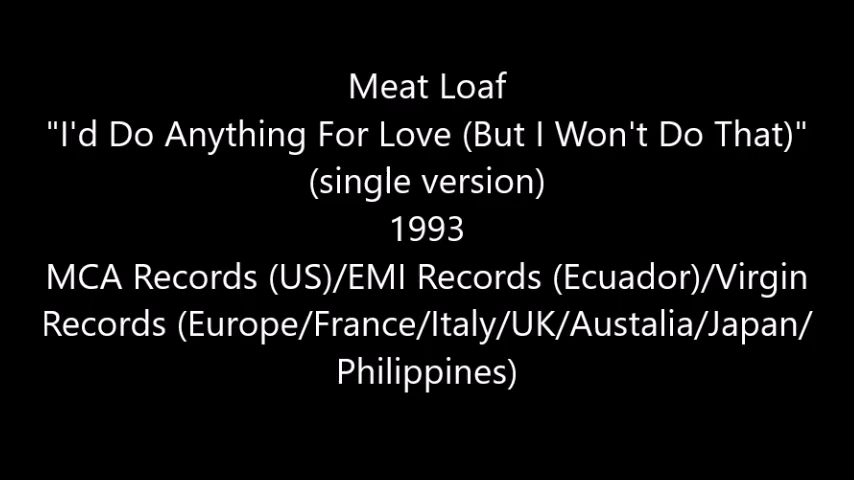 Meat Loaf
"I'd Do Anything For Love (But I Won't Do That)"
(single version)
1993
MCA Records (US)/EMI Records (Ecuador)/Virgin
Records (Europe/France/Italy/UK/Austalia/Japan/
Philippines)